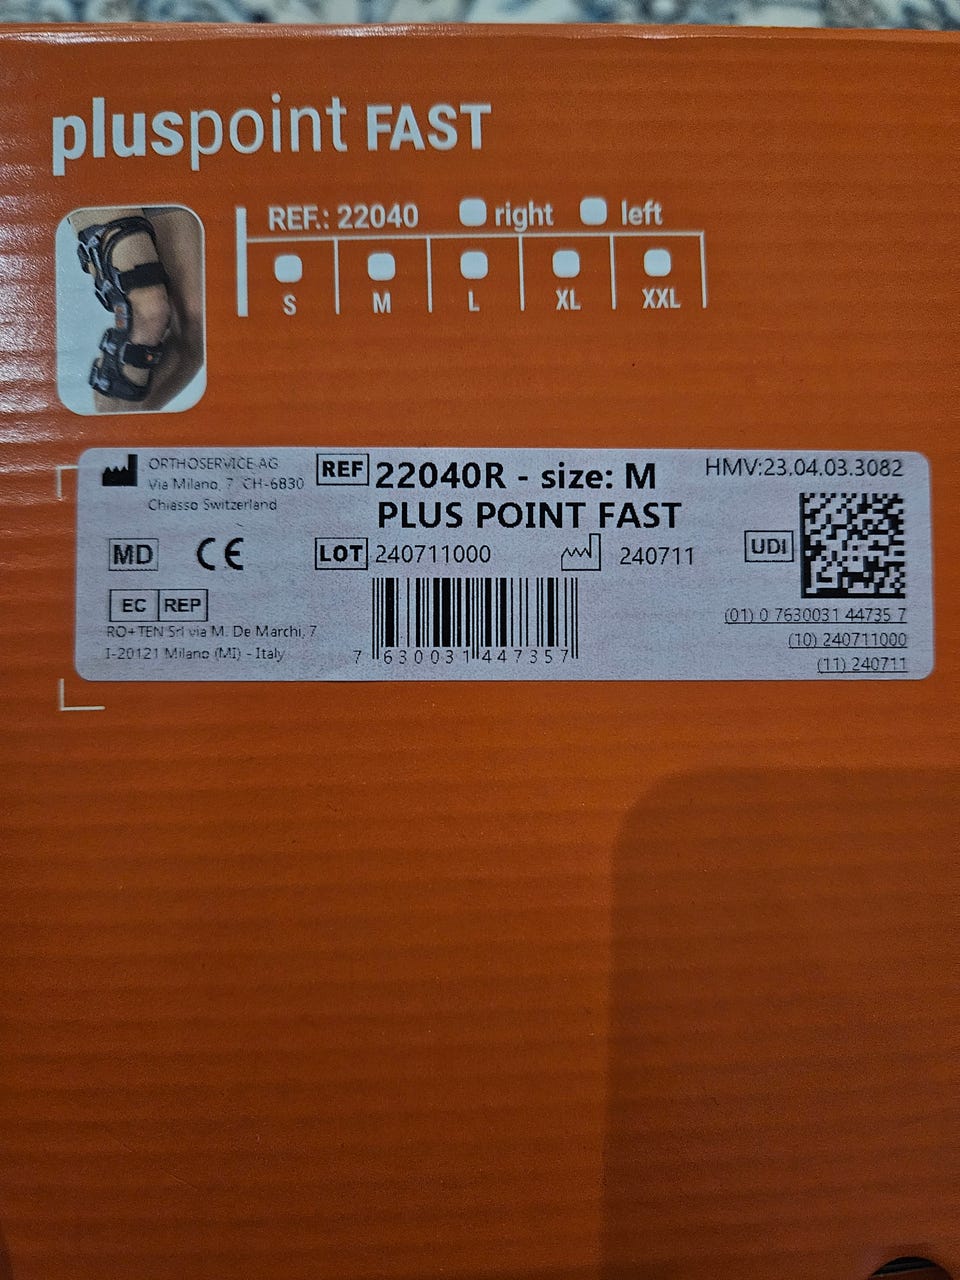 pluspoint FAST
REF.: 22040 right left
S M L XL XXL
ORTHOSERVICE AG
Via Milano, 7 CH-6830
Chiasso Switzerland
REF 22040R - size: M
PLUS POINT FAST
HMV:23.04.03.3082
MD CE
LOT 240711000 240711
UDI
EC REP
RO+TEN Srl via M. De Marchi, 7
I-20121 Milano (MI) - Italy
7 630031 447357
(01) 0 7630031 44735 7
(10) 240711000
(11) 240711